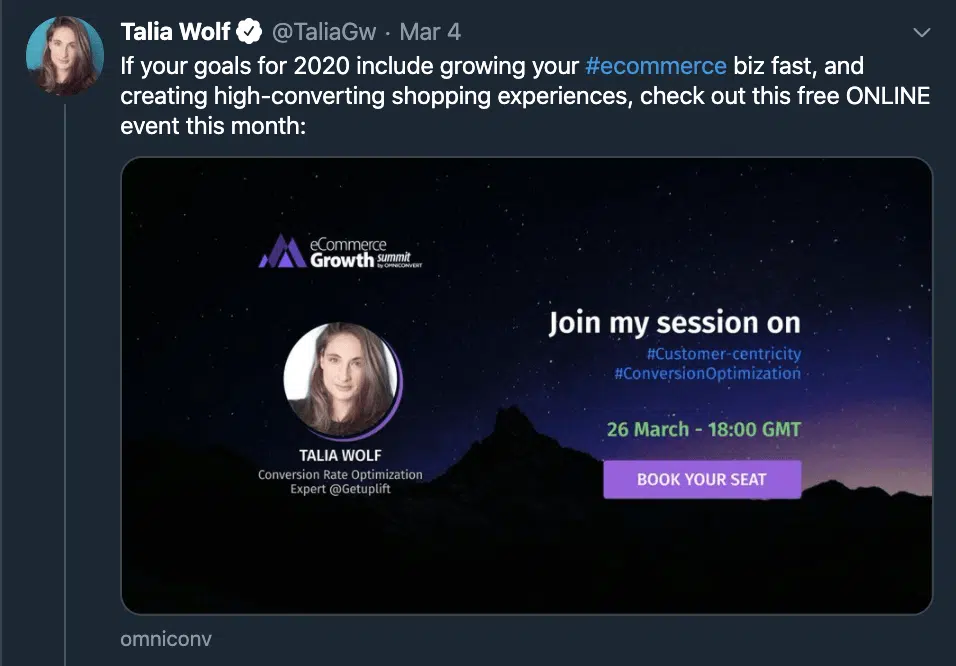 Talia Wolf @TaliaGw · Mar 4
If your goals for 2020 include growing your #ecommerce biz fast, and
creating high-converting shopping experiences, check out this free ONLINE
event this month:
eCommerce
Growth summit
by OMNICONVERT
Join my session on
#Customer-centricity
#ConversionOptimization
26 March - 18:00 GMT
BOOK YOUR SEAT
TALIA WOLF
Conversion Rate Optimization
Expert @Getuplift
omniconv